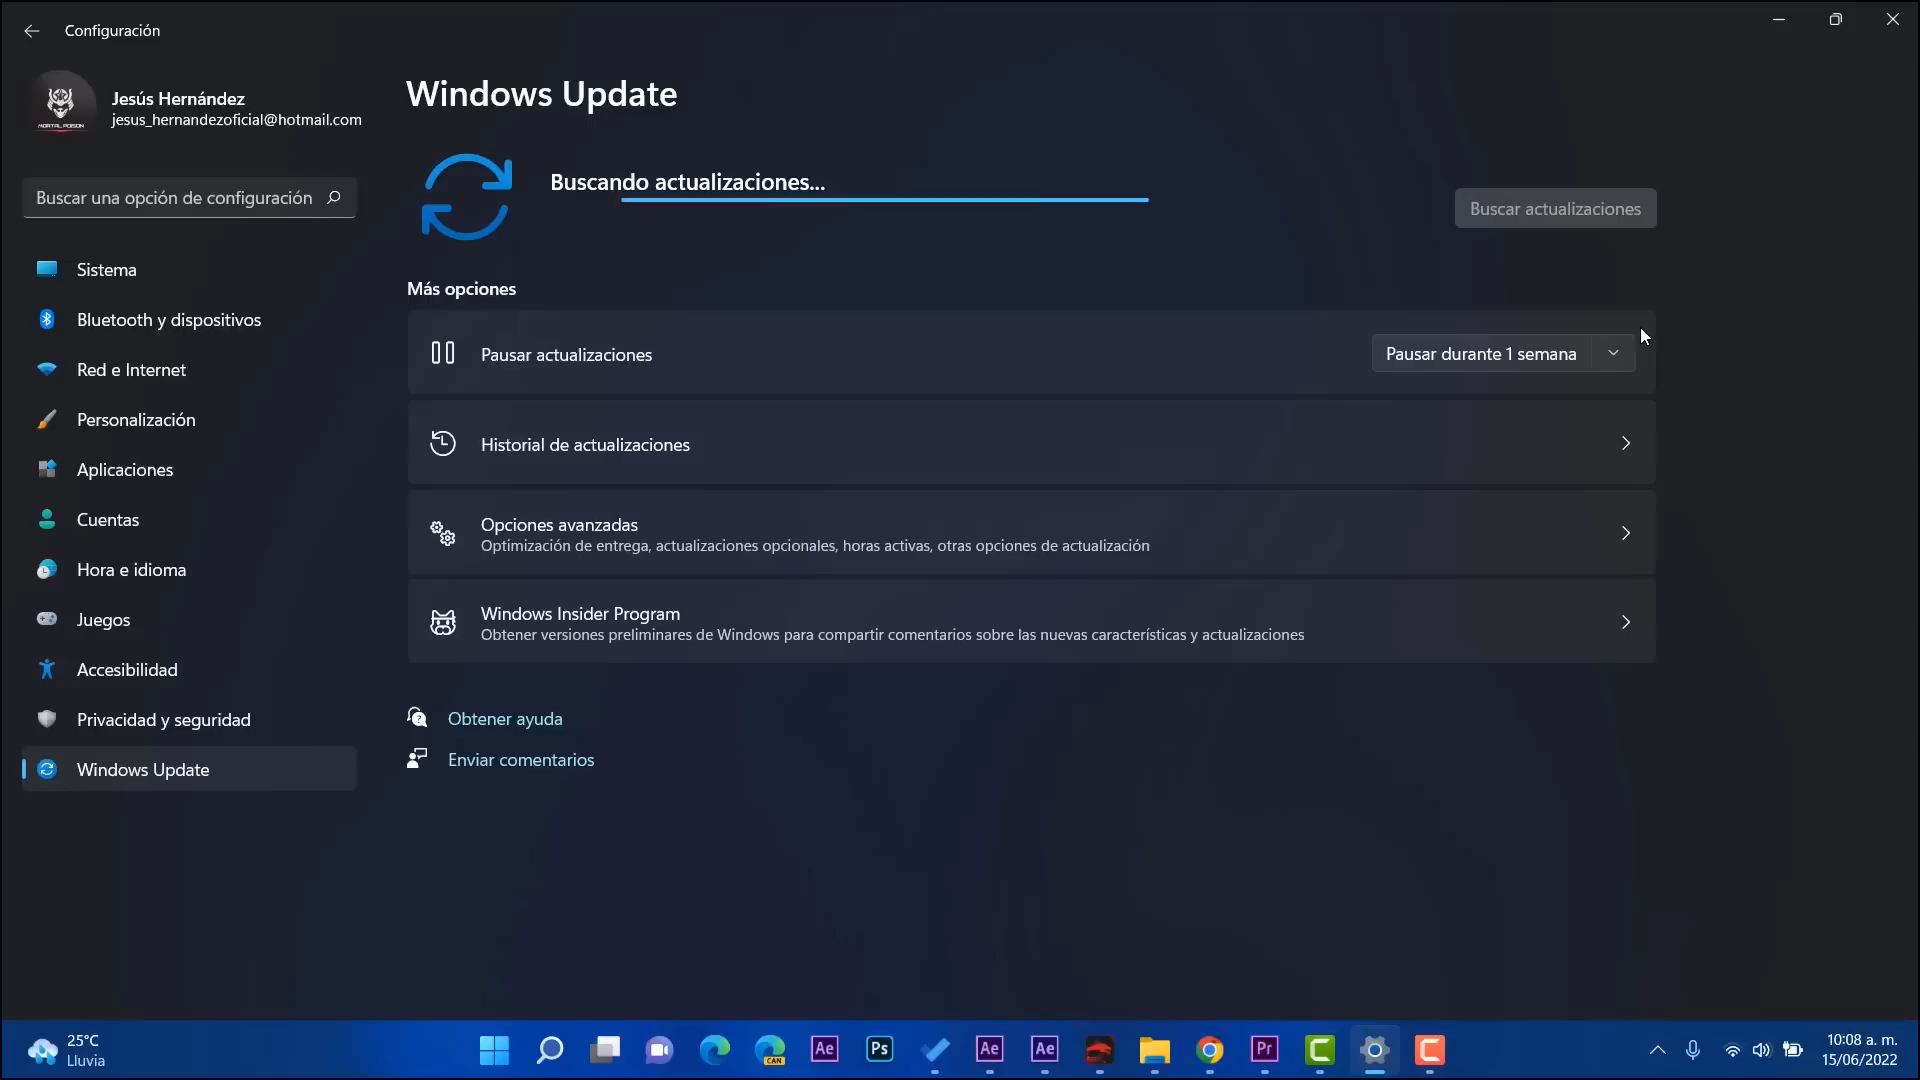 Configuración
Jesús Hernández
jesus_hernandezoficial@hotmail.com
Buscar una opción de configuración
Sistema
Bluetooth y dispositivos
Red e Internet
Personalización
Aplicaciones
Cuentas
Hora e idioma
Juegos
Accesibilidad
Privacidad y seguridad
Windows Update
Windows Update
Buscando actualizaciones...
Buscar actualizaciones
Más opciones
Pausar actualizaciones
Pausar durante 1 semana
Historial de actualizaciones
Opciones avanzadas
Optimización de entrega, actualizaciones opcionales, horas activas, otras opciones de actualización
Windows Insider Program
Obtener versiones preliminares de Windows para compartir comentarios sobre las nuevas características y actualizaciones
Obtener ayuda
Enviar comentarios
25°C
Lluvia
CAN
Ae
Ps
Ae
Ae
Pr
10:08 a. m.
15/06/2022